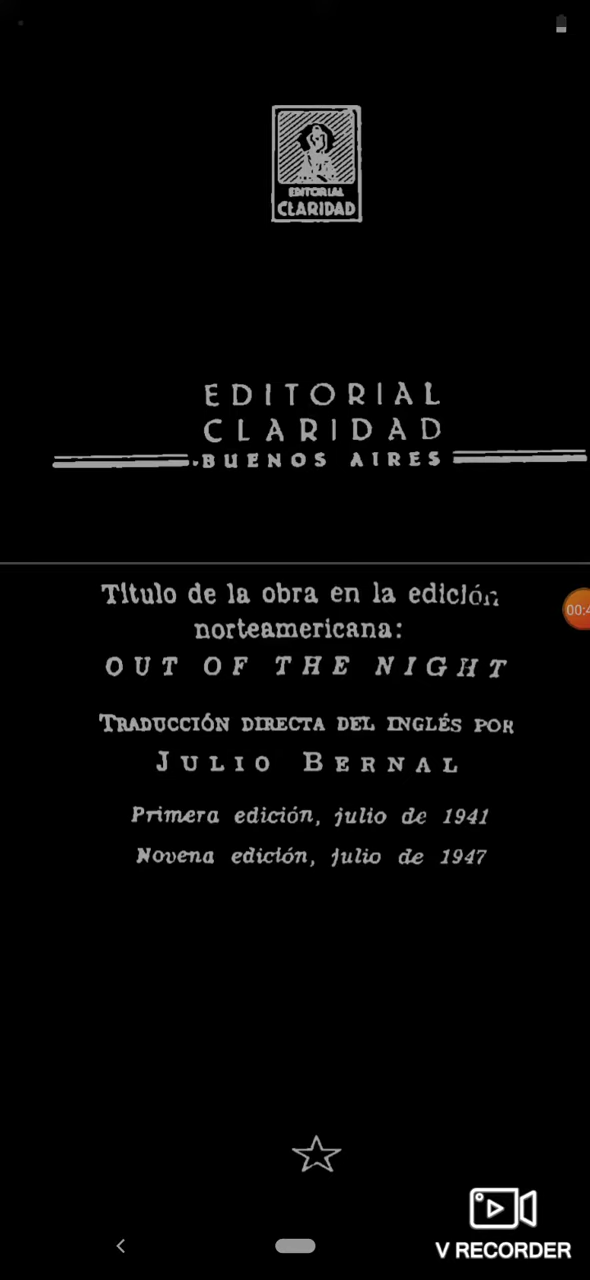 EDITORIAL
CLARIDAD
EDITORIAL
CLARIDAD
BUENOS AIRES
Título de la obra en la edición
norteamericana:
OUT OF THE NIGHT
TRADUCCIÓN DIRECTA DEL INGLÉS POR
JULIO BERNAL
Primera edición, julio de 1941
Novena edición, julio de 1947
V RECORDER